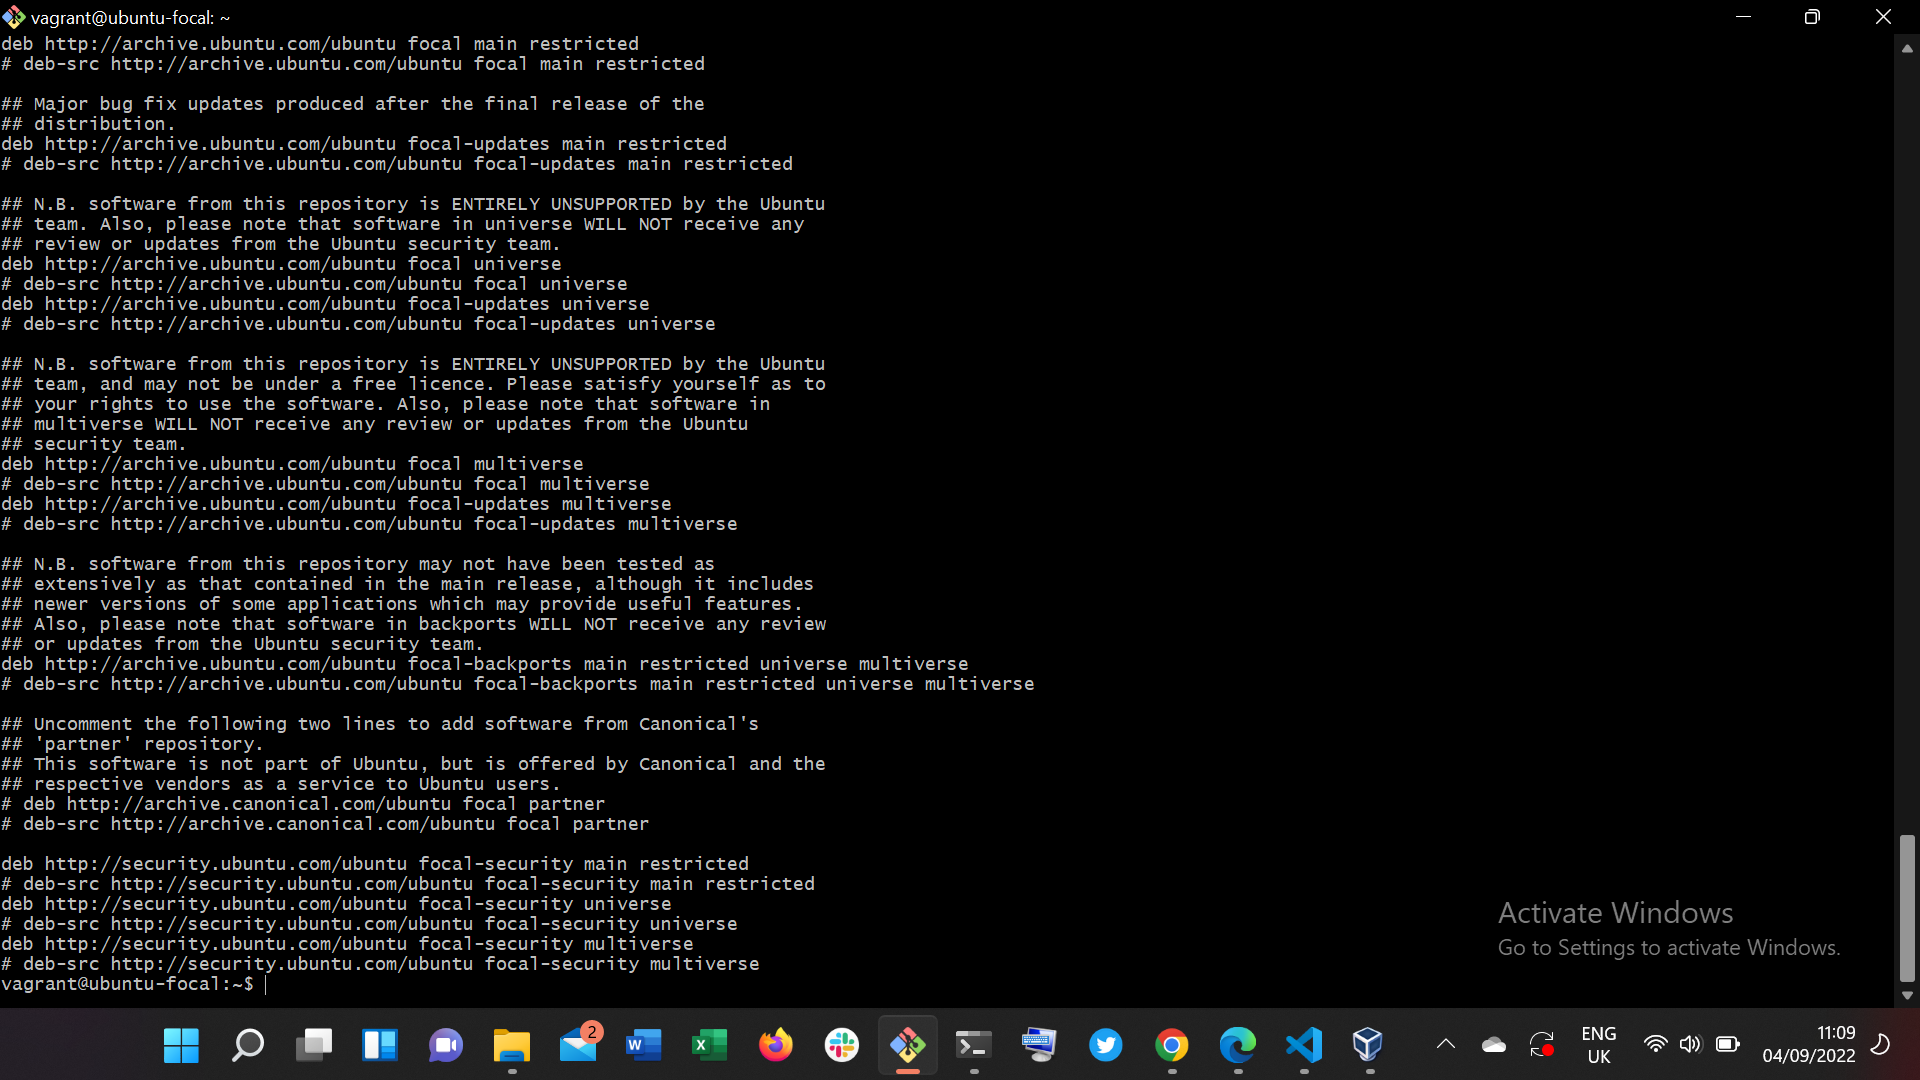 vagrant@ubuntu-focal: ~
deb http://archive.ubuntu.com/ubuntu focal main restricted
# deb-src http://archive.ubuntu.com/ubuntu focal main restricted
## Major bug fix updates produced after the final release of the
## distribution.
deb http://archive.ubuntu.com/ubuntu focal-updates main restricted
# deb-src http://archive.ubuntu.com/ubuntu focal-updates main restricted
## N.B. software from this repository is ENTIRELY UNSUPPORTED by the Ubuntu
## team. Also, please note that software in universe WILL NOT receive any
## review or updates from the Ubuntu security team.
deb http://archive.ubuntu.com/ubuntu focal universe
# deb-src http://archive.ubuntu.com/ubuntu focal universe
deb http://archive.ubuntu.com/ubuntu focal-updates universe
# deb-src http://archive.ubuntu.com/ubuntu focal-updates universe
## N.B. software from this repository is ENTIRELY UNSUPPORTED by the Ubuntu
## team, and may not be under a free licence. Please satisfy yourself as to
## your rights to use the software. Also, please note that software in
## multiverse WILL NOT receive any review or updates from the Ubuntu
## security team.
deb http://archive.ubuntu.com/ubuntu focal multiverse
# deb-src http://archive.ubuntu.com/ubuntu focal multiverse
deb http://archive.ubuntu.com/ubuntu focal-updates multiverse
# deb-src http://archive.ubuntu.com/ubuntu focal-updates multiverse
## N.B. software from this repository may not have been tested as
## extensively as that contained in the main release, although it includes
## newer versions of some applications which may provide useful features.
## Also, please note that software in backports WILL NOT receive any review
## or updates from the Ubuntu security team.
deb http://archive.ubuntu.com/ubuntu focal-backports main restricted universe multiverse
# deb-src http://archive.ubuntu.com/ubuntu focal-backports main restricted universe multiverse
## Uncomment the following two lines to add software from Canonical's
## 'partner' repository.
## This software is not part of Ubuntu, but is offered by Canonical and the
## respective vendors as a service to Ubuntu users.
# deb http://archive.canonical.com/ubuntu focal partner
# deb-src http://archive.canonical.com/ubuntu focal partner
deb http://security.ubuntu.com/ubuntu focal-security main restricted
# deb-src http://security.ubuntu.com/ubuntu focal-security main restricted
deb http://security.ubuntu.com/ubuntu focal-security universe
# deb-src http://security.ubuntu.com/ubuntu focal-security universe
deb http://security.ubuntu.com/ubuntu focal-security multiverse
# deb-src http://security.ubuntu.com/ubuntu focal-security multiverse
vagrant@ubuntu-focal:~$
Activate Windows
Go to Settings to activate Windows.
2
W
X
ENG
UK
11:09
04/09/2022